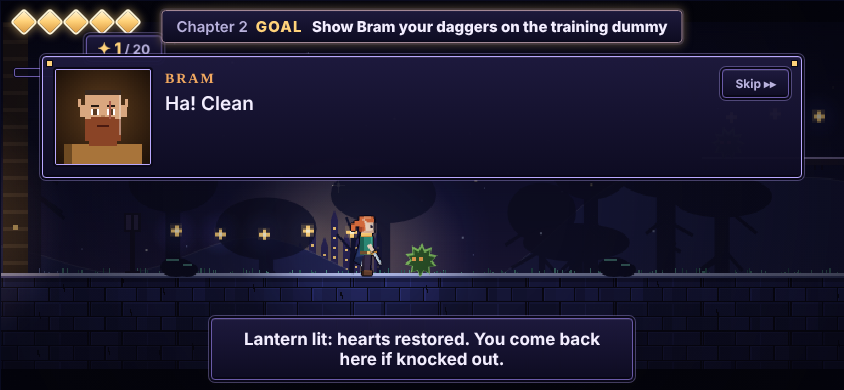 Chapter 2 GOAL Show Bram your daggers on the training dummy
1 / 20
BRAM
Ha! Clean
Skip
Lantern lit: hearts restored. You come back
here if knocked out.